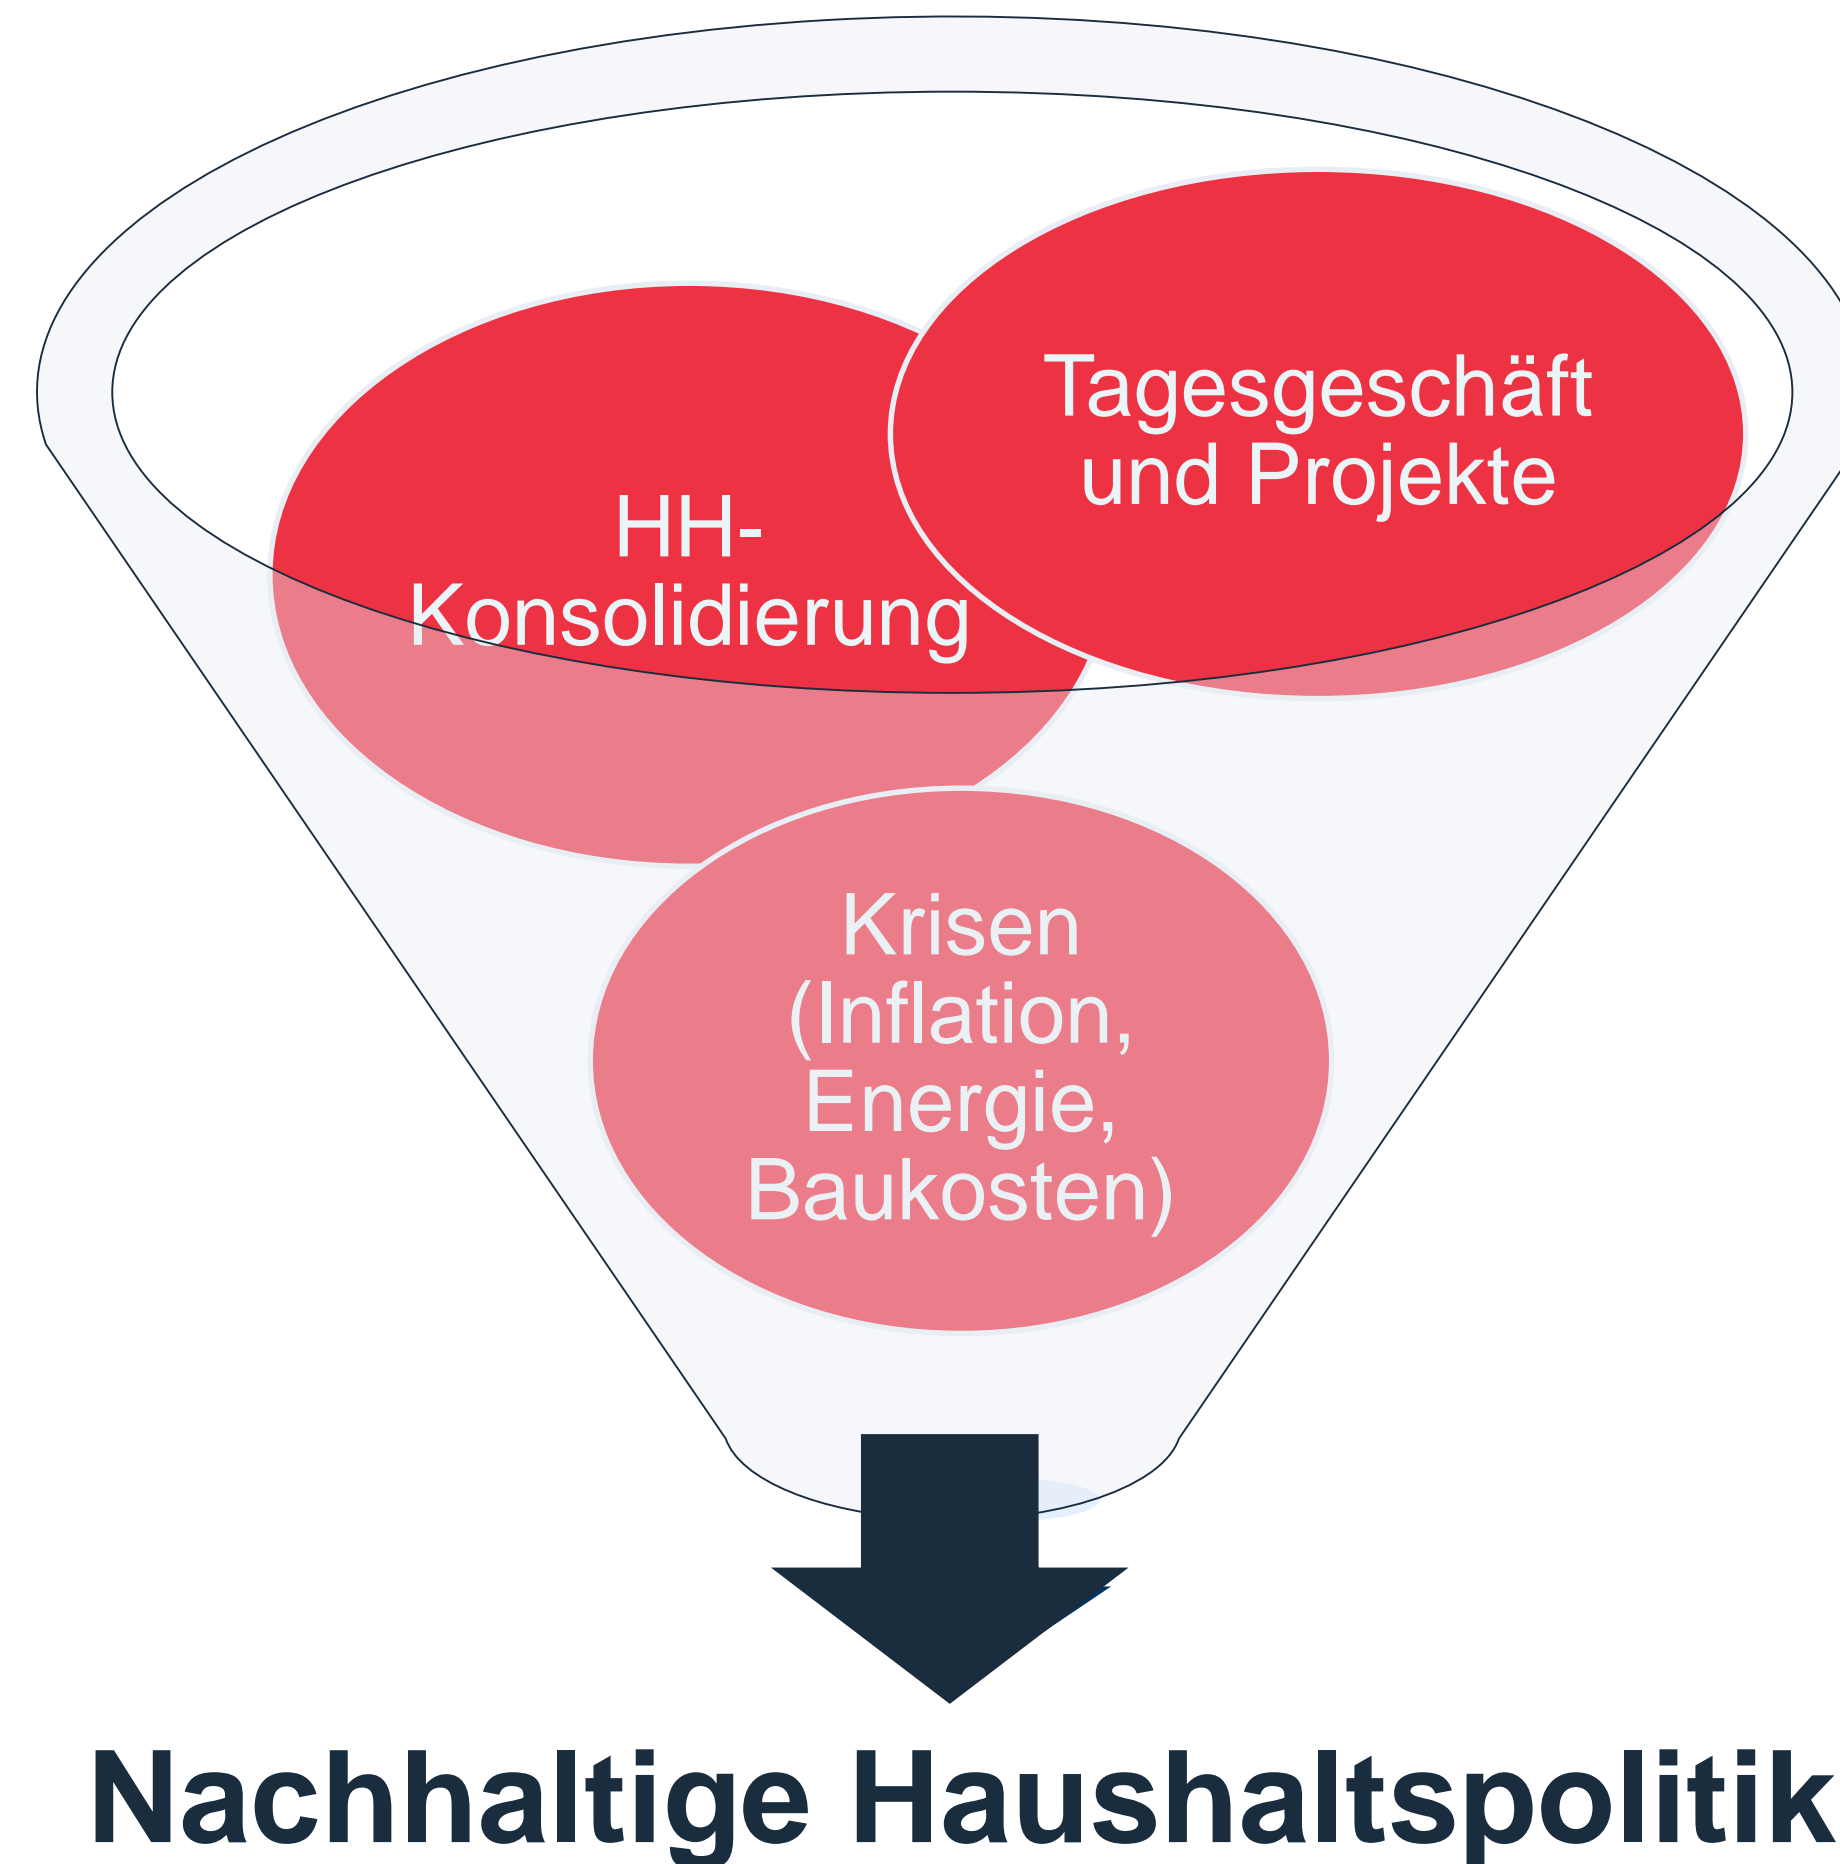 Tagesgeschäft
und Projekte
HH-
Konsolidierung
Krisen
(Inflation,
Energie,
Baukosten)
Nachhaltige Haushaltspolitik